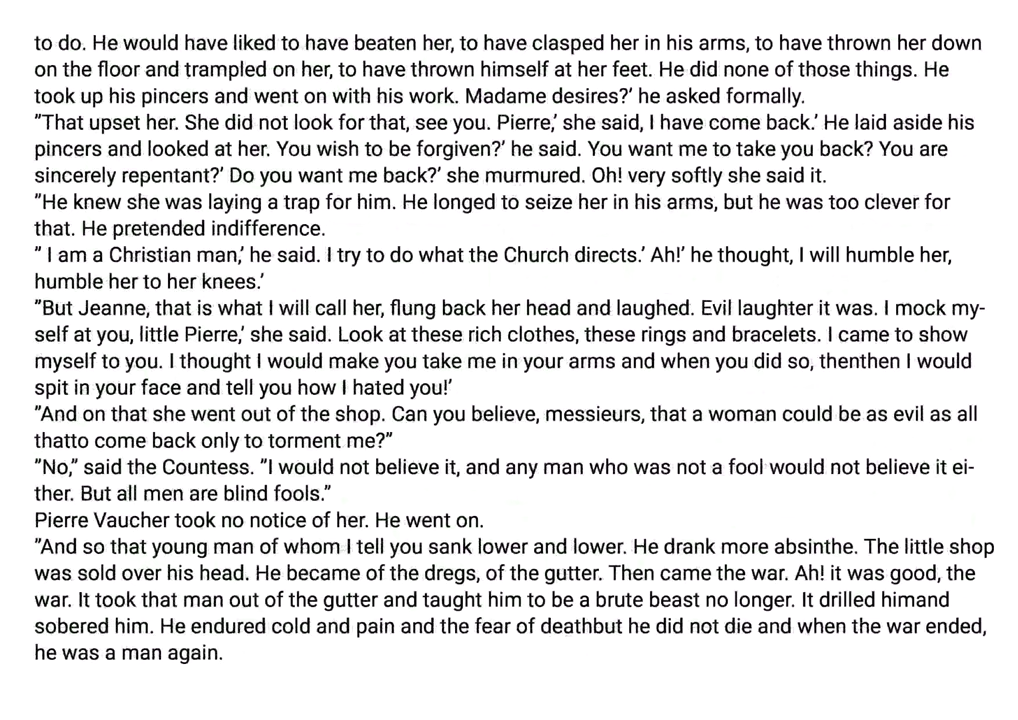 to do. He would have liked to have beaten her, to have clasped her in his arms, to have thrown her down
on the floor and trampled on her, to have thrown himself at her feet. He did none of those things. He
took up his pincers and went on with his work. Madame desires?' he asked formally.
"That upset her. She did not look for that, see you. Pierre,' she said, I have come back.' He laid aside his
pincers and looked at her. You wish to be forgiven?' he said. You want me to take you back? You are
sincerely repentant?' Do you want me back?' she murmured. Oh! very softly she said it.
"He knew she was laying a trap for him. He longed to seize her in his arms, but he was too clever for
that. He pretended indifference.
" I am a Christian man,' he said. I try to do what the Church directs.' Ah!' he thought, I will humble her,
humble her to her knees.'
"But Jeanne, that is what I will call her, flung back her head and laughed. Evil laughter it was. I mock my-
self at you, little Pierre,' she said. Look at these rich clothes, these rings and bracelets. I came to show
myself to you. I thought I would make you take me in your arms and when you did so, thenthen I would
spit in your face and tell you how I hated you!'
"And on that she went out of the shop. Can you believe, messieurs, that a woman could be as evil as all
thatto come back only to torment me?"
"No," said the Countess. "I would not believe it, and any man who was not a fool would not believe it ei-
ther. But all men are blind fools."
Pierre Vaucher took no notice of her. He went on.
"And so that young man of whom I tell you sank lower and lower. He drank more absinthe. The little shop
was sold over his head. He became of the dregs, of the gutter. Then came the war. Ah! it was good, the
war. It took that man out of the gutter and taught him to be a brute beast no longer. It drilled himand
sobered him. He endured cold and pain and the fear of deathbut he did not die and when the war ended,
he was a man again.